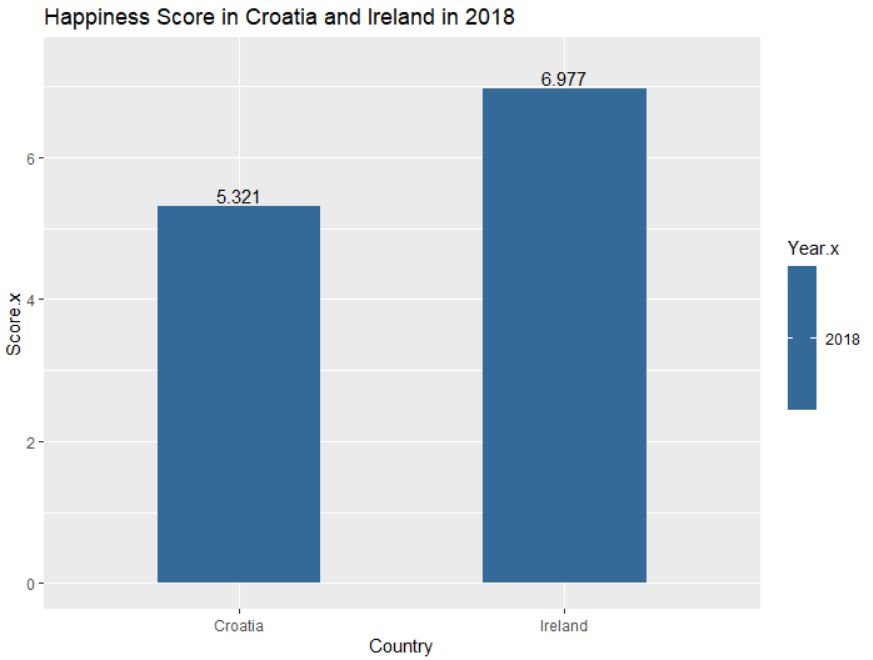 Happiness Score in Croatia and Ireland in 2018
6.977
5.321
6
4
2
0
Score.x
Croatia
Ireland
Country
Year.x
2018